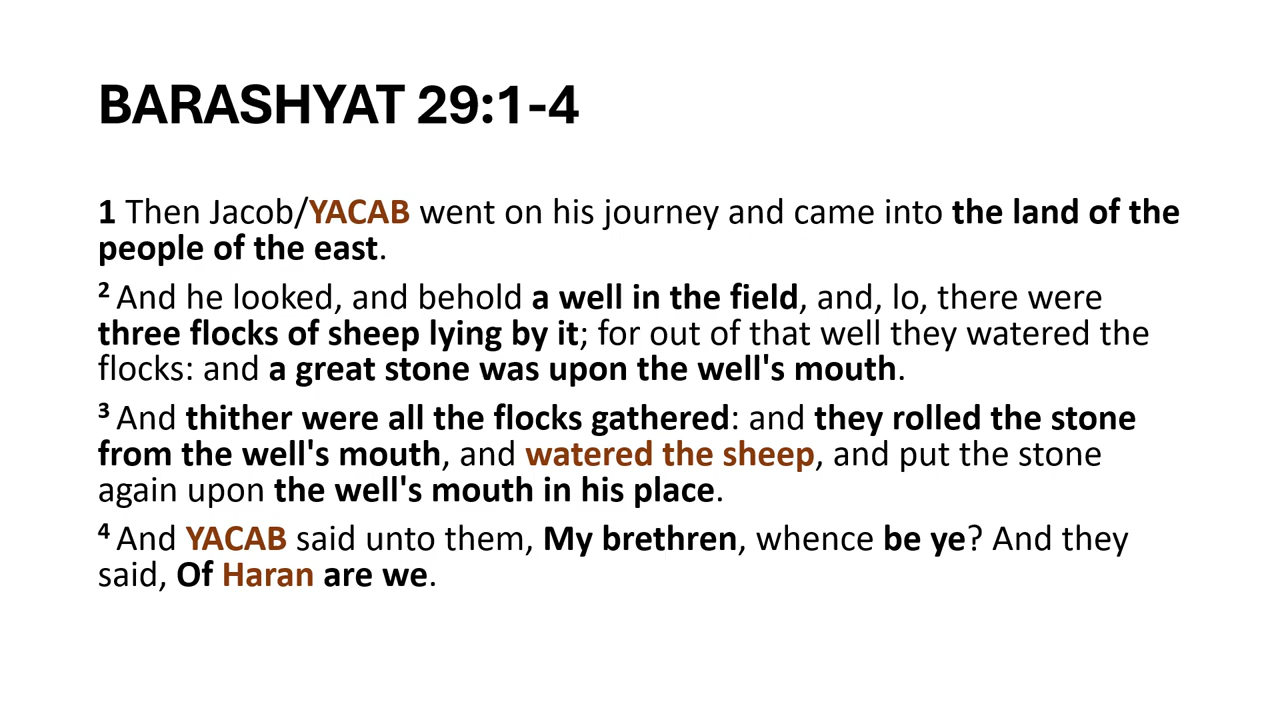 BARASHYAT 29:1-4
1 Then Jacob/YACAB went on his journey and came into the land of the
people of the east.
2 And he looked, and behold a well in the field, and, lo, there were
three flocks of sheep lying by it; for out of that well they watered the
flocks: and a great stone was upon the well's mouth.
3 And thither were all the flocks gathered: and they rolled the stone
from the well's mouth, and watered the sheep, and put the stone
again upon the well's mouth in his place.
4 And YACAB said unto them, My brethren, whence be ye? And they
said, Of Haran are we.